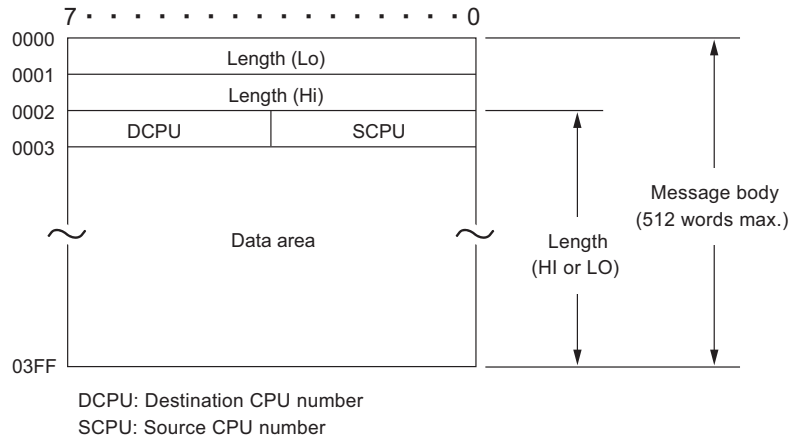 7 · · · · · · · · · · · · · · · 0
0000
Length (Lo)
0001
Length (Hi)
0002
DCPU SCPU
0003
Data area
03FF
Length
(HI or LO)
Message body
(512 words max.)
DCPU: Destination CPU number
SCPU: Source CPU number